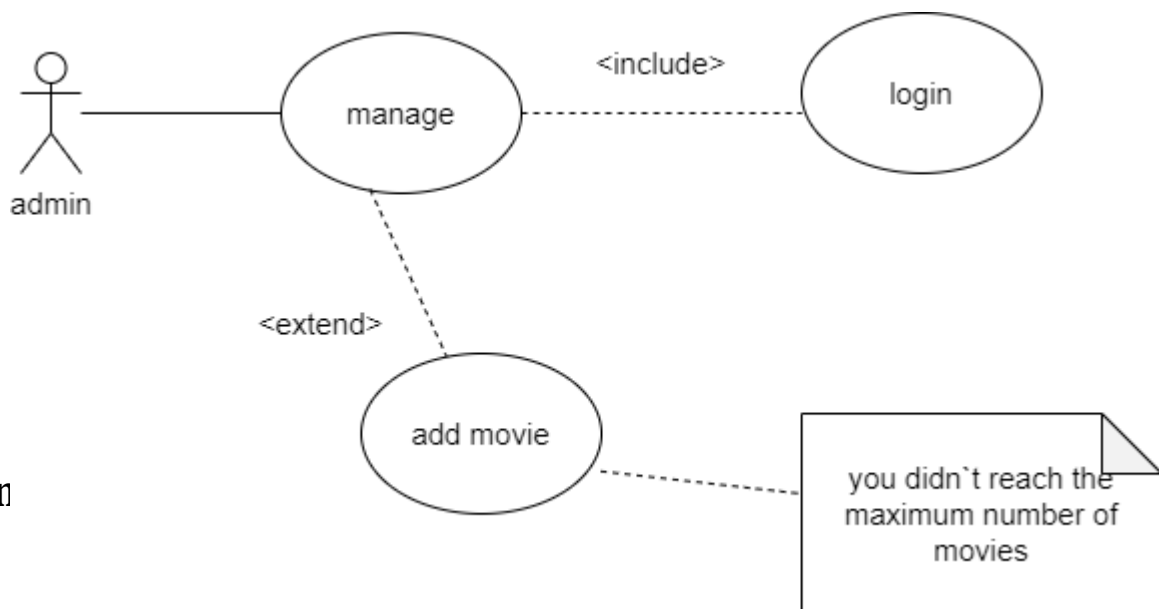 <include>
login
manage
admin
<extend>
add movie
n
you didn`t reach the
maximum number of
movies